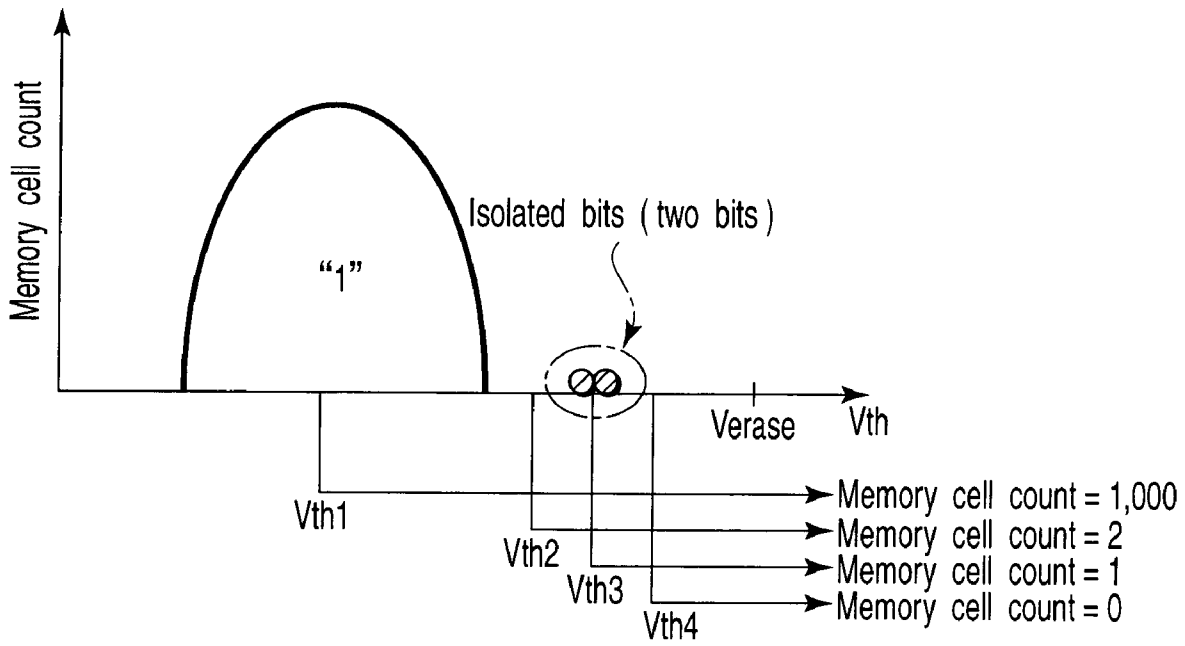 Memory cell count
Isolated bits (two bits)
“1”
Verase
Vth
Vth1
Memory cell count = 1,000
Vth2
Memory cell count = 2
Vth3
Memory cell count = 1
Vth4
Memory cell count = 0